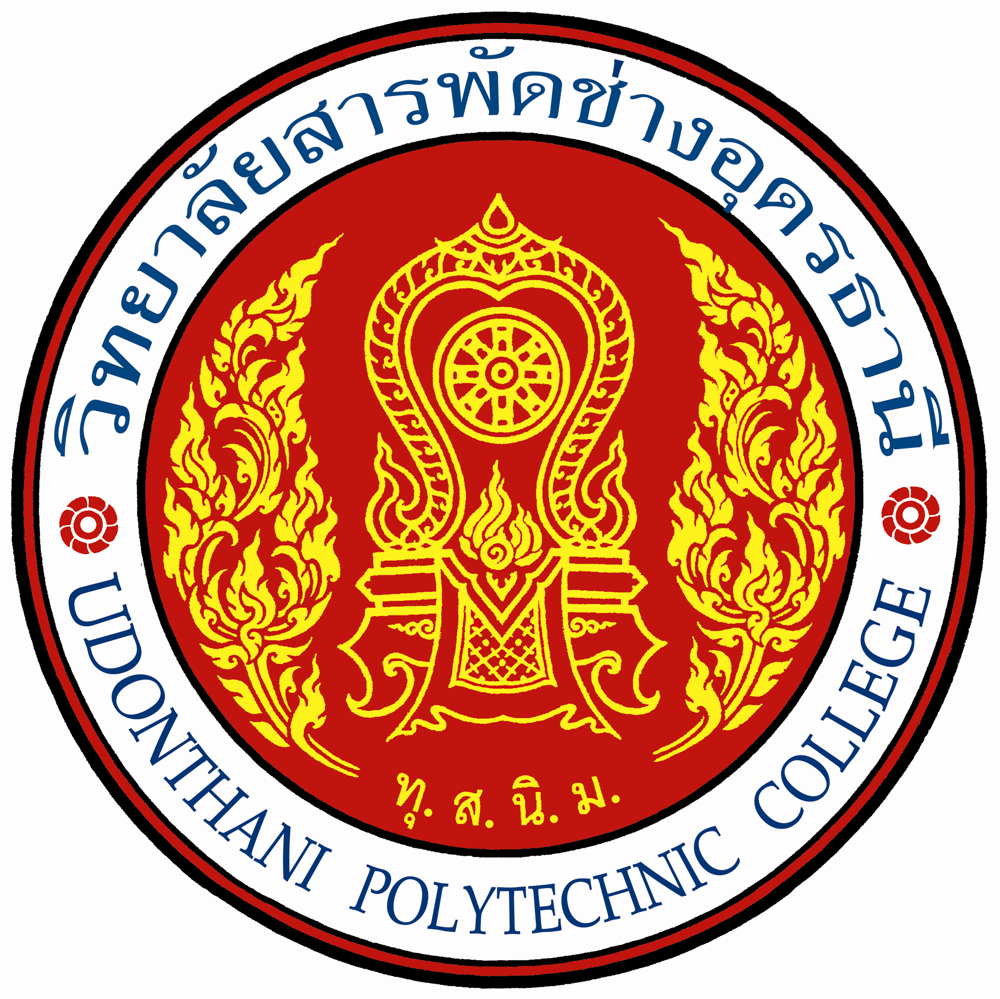 วิทยาลัยสารพัดช่างอุดรธานี
ทุ. ส. นิ. ม.
UDONTHANI POLYTECHNIC COLLEGE